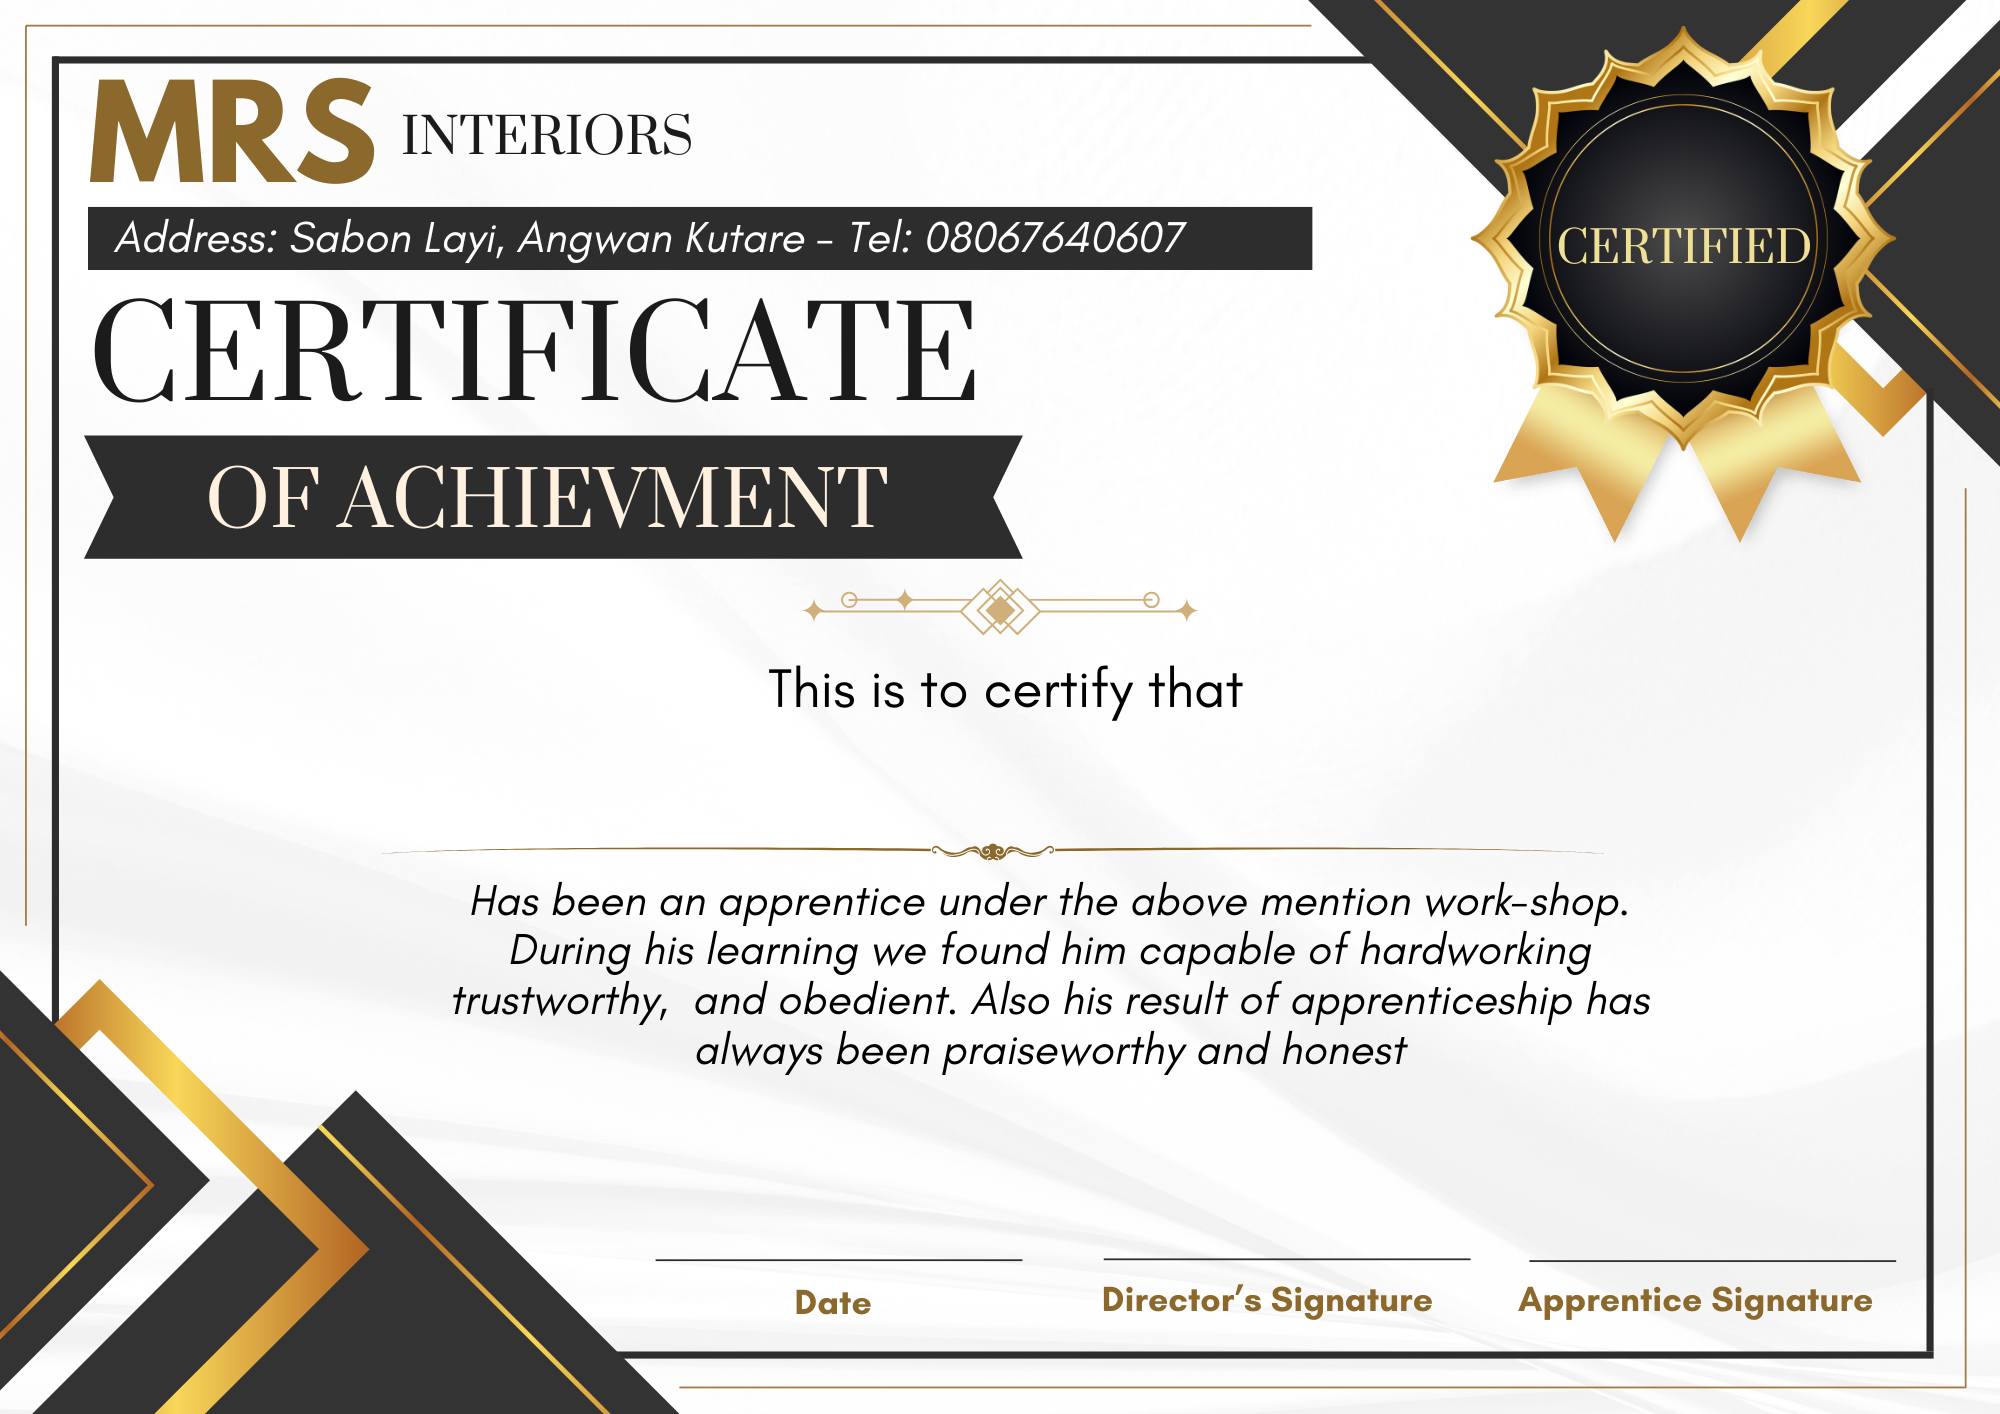 MRS INTERIORS
Address: Sabon Layi, Angwan Kutare - Tel: 08067640607
CERTIFIED
CERTIFICATE
OF ACHIEVMENT
This is to certify that
Has been an apprentice under the above mention work-shop.
During his learning we found him capable of hardworking
trustworthy,  and obedient. Also his result of apprenticeship has
always been praiseworthy and honest
Date
Director’s Signature
Apprentice Signature